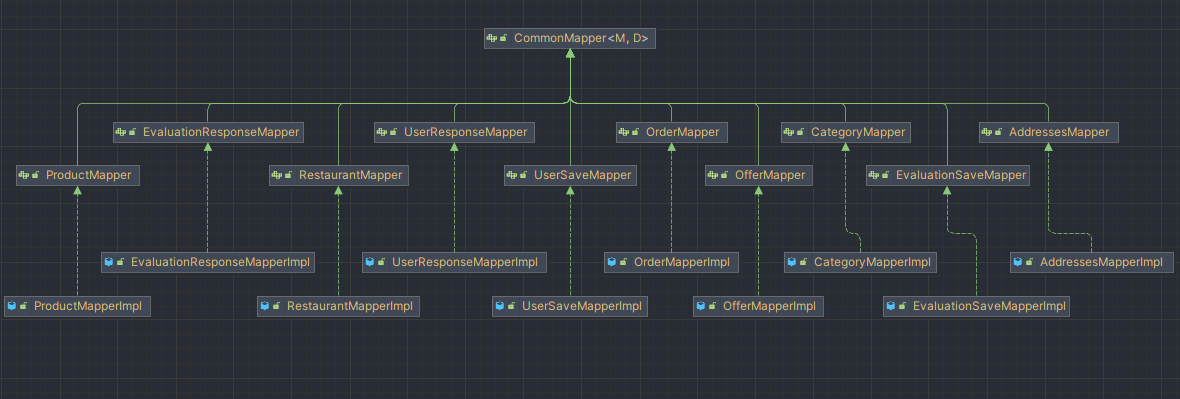 CommonMapper<M, D>
EvaluationResponseMapper
UserResponseMapper
OrderMapper
CategoryMapper
AddressesMapper
ProductMapper
RestaurantMapper
UserSaveMapper
OfferMapper
EvaluationSaveMapper
EvaluationResponseMapperImpl
UserResponseMapperImpl
OrderMapperImpl
CategoryMapperImpl
AddressesMapperImpl
ProductMapperImpl
RestaurantMapperImpl
UserSaveMapperImpl
OfferMapperImpl
EvaluationSaveMapperImpl